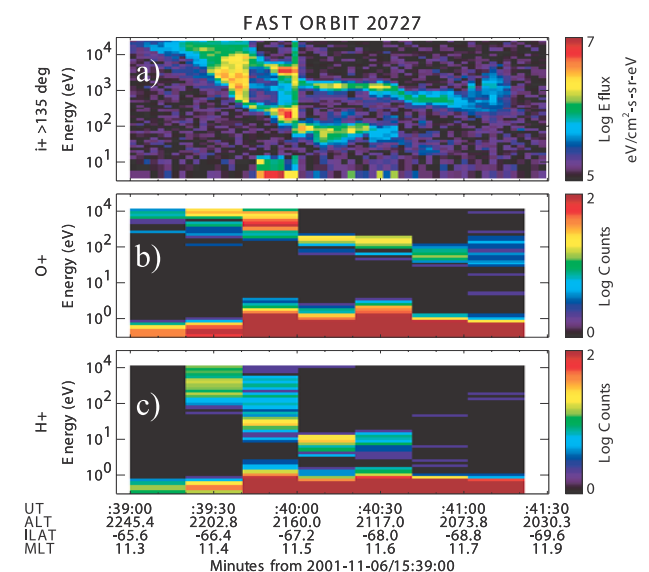 FAST ORBIT 20727
i+ >135 deg
Energy (eV)
10^4
10^3
10^2
10^1
a)
7
5
Log Eflux
eV/cm²-s-sr-eV
O+
Energy (eV)
10^4
10^2
10^0
b)
2
0
Log C counts
H+
Energy (eV)
10^4
10^2
10^1
10^0
c)
2
0
Log Counts
UT :39:00 :39:30 :40:00 :40:30 :41:00 :41:30
ALT 2245.4 2202.8 2160.0 2117.0 2073.8 2030.3
ILAT -65.6 -66.4 -67.2 -68.0 -68.8 -69.6
MLT 11.3 11.4 11.5 11.6 11.7 11.9
Minutes from 2001-11-06/15:39:00